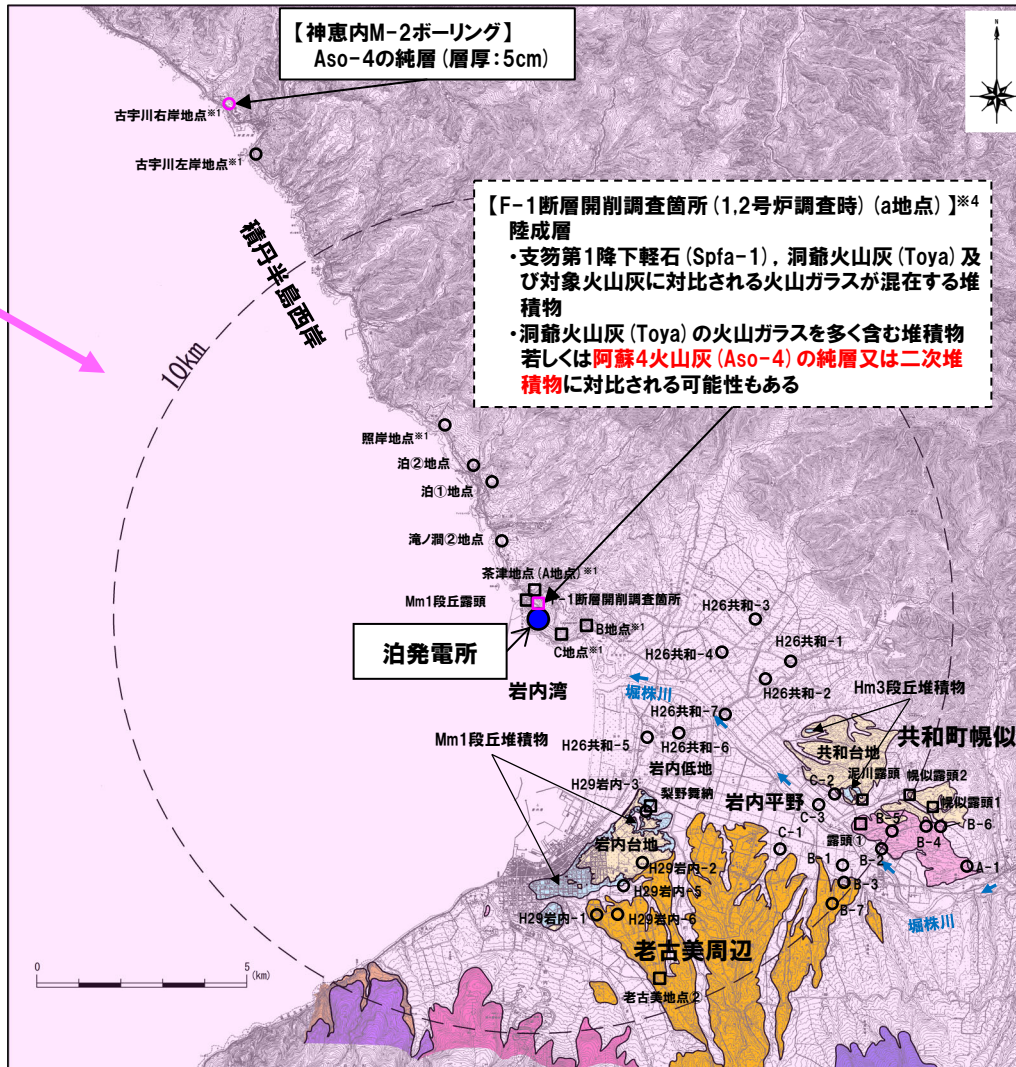 【神恵内M-2ボーリング】
Aso-4の純層(層厚:5cm)
N
古宇川右岸地点※1
古宇川左岸地点※1
【F-1断層開削調査箇所(1,2号炉調査時)(a地点)】※4
陸成層
・支笏第1降下軽石(Spfa-1),洞爺火山灰(Toya)及
び対象火山灰に対比される火山ガラスが混在する堆
積物
・洞爺火山灰(Toya)の火山ガラスを多く含む堆積物
若しくは阿蘇4火山灰(Aso-4)の純層又は二次堆
積物に対比される可能性もある
積丹半島西岸
10km
照岸地点※1
泊②地点
泊①地点
滝ノ澗②地点
茶津地点(A地点)※1
Mm1段丘露頭
F-1断層開削調査箇所
B地点※1
C地点※1
泊発電所
岩内湾
H26共和-3
H26共和-1
H26共和-4
H26共和-2
堀株川
Hm3段丘堆積物
H26共和-7
Mm1段丘堆積物
H26共和-5
H26共和-6
共和町幌似
共和台地
岩内低地
H29岩内-3
梨野舞納
泥川露頭
幌似露頭2
C-2
幌似露頭1
岩内平野
C-3
B-5
B-6
露頭①
B-4
岩内台地
C-1
B-2
H29岩内-2
B-1
A-1
H29岩内-5
B-3
H29岩内-1
H29岩内-6
B-7
堀株川
老古美周辺
老古美地点②
0
5
(km)